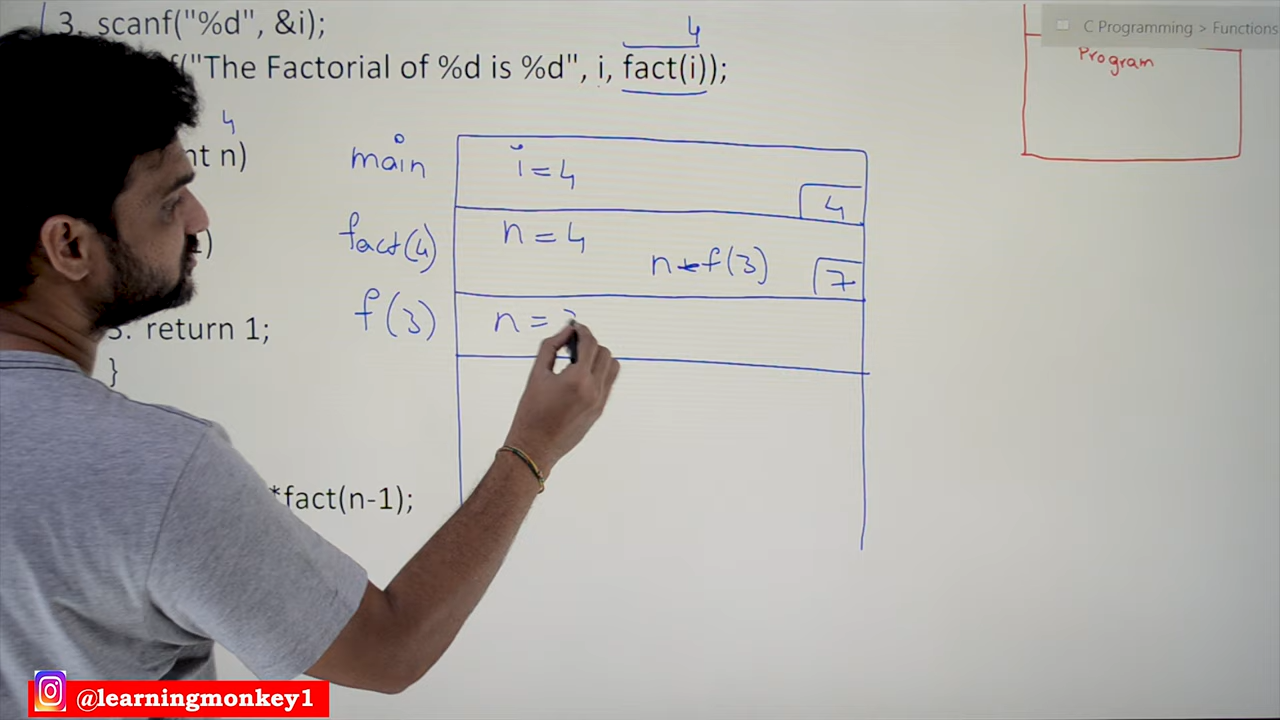 3. scanf("%d", &i);
4
C Programming > Functions
"The Factorial of %d is %d", i, fact(i));
Program
4
nt n)
main i = 4
4
fact(4) n = 4
n * f(3) 7
f(3) n =
3. return 1;
}
*fact(n-1);
@learningmonkey1